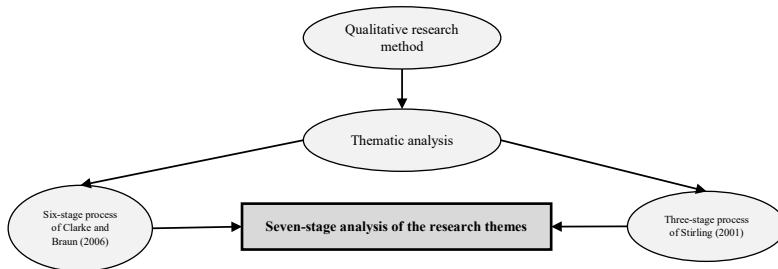 Qualitative research
method
Thematic analysis
Six-stage process
of Clarke and
Braun (2006)
Seven-stage analysis of the research themes
Three-stage process
of Stirling (2001)